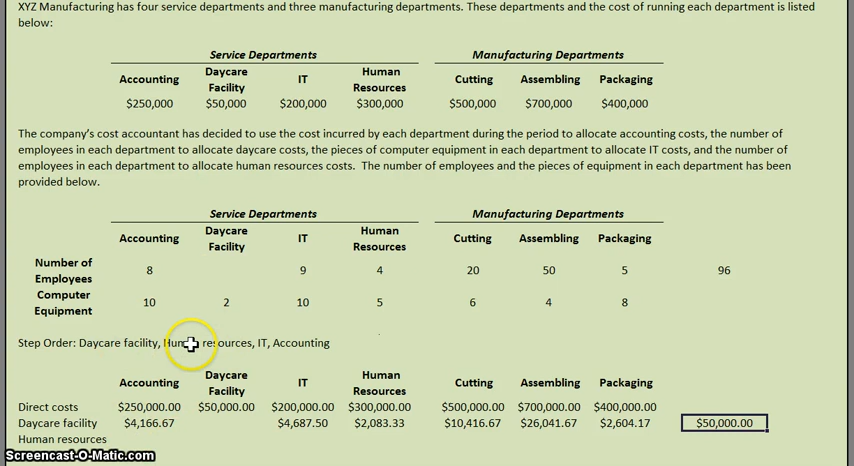 XYZ Manufacturing has four service departments and three manufacturing departments. These departments and the cost of running each department is listed
below:
Service Departments Manufacturing Departments
Accounting Daycare Facility IT Human Resources Cutting Assembling Packaging
$250,000 $50,000 $200,000 $300,000 $500,000 $700,000 $400,000
The company's cost accountant has decided to use the cost incurred by each department during the period to allocate accounting costs, the number of
employees in each department to allocate daycare costs, the pieces of computer equipment in each department to allocate IT costs, and the number of
employees in each department to allocate human resources costs. The number of employees and the pieces of equipment in each department has been
provided below.
Service Departments Manufacturing Departments
Accounting Daycare Facility IT Human Resources Cutting Assembling Packaging
Number of Employees 8 9 4 20 50 5 96
Computer Equipment 10 2 10 5 6 4 8
Step Order: Daycare facility, Human resources, IT, Accounting
Accounting Daycare Facility IT Human Resources Cutting Assembling Packaging
Direct costs $250,000.00 $50,000.00 $200,000.00 $300,000.00 $500,000.00 $700,000.00 $400,000.00
Daycare facility $4,166.67 $4,687.50 $2,083.33 $10,416.67 $26,041.67 $2,604.17 $50,000.00
Human resources
Screencast-O-Matic.com